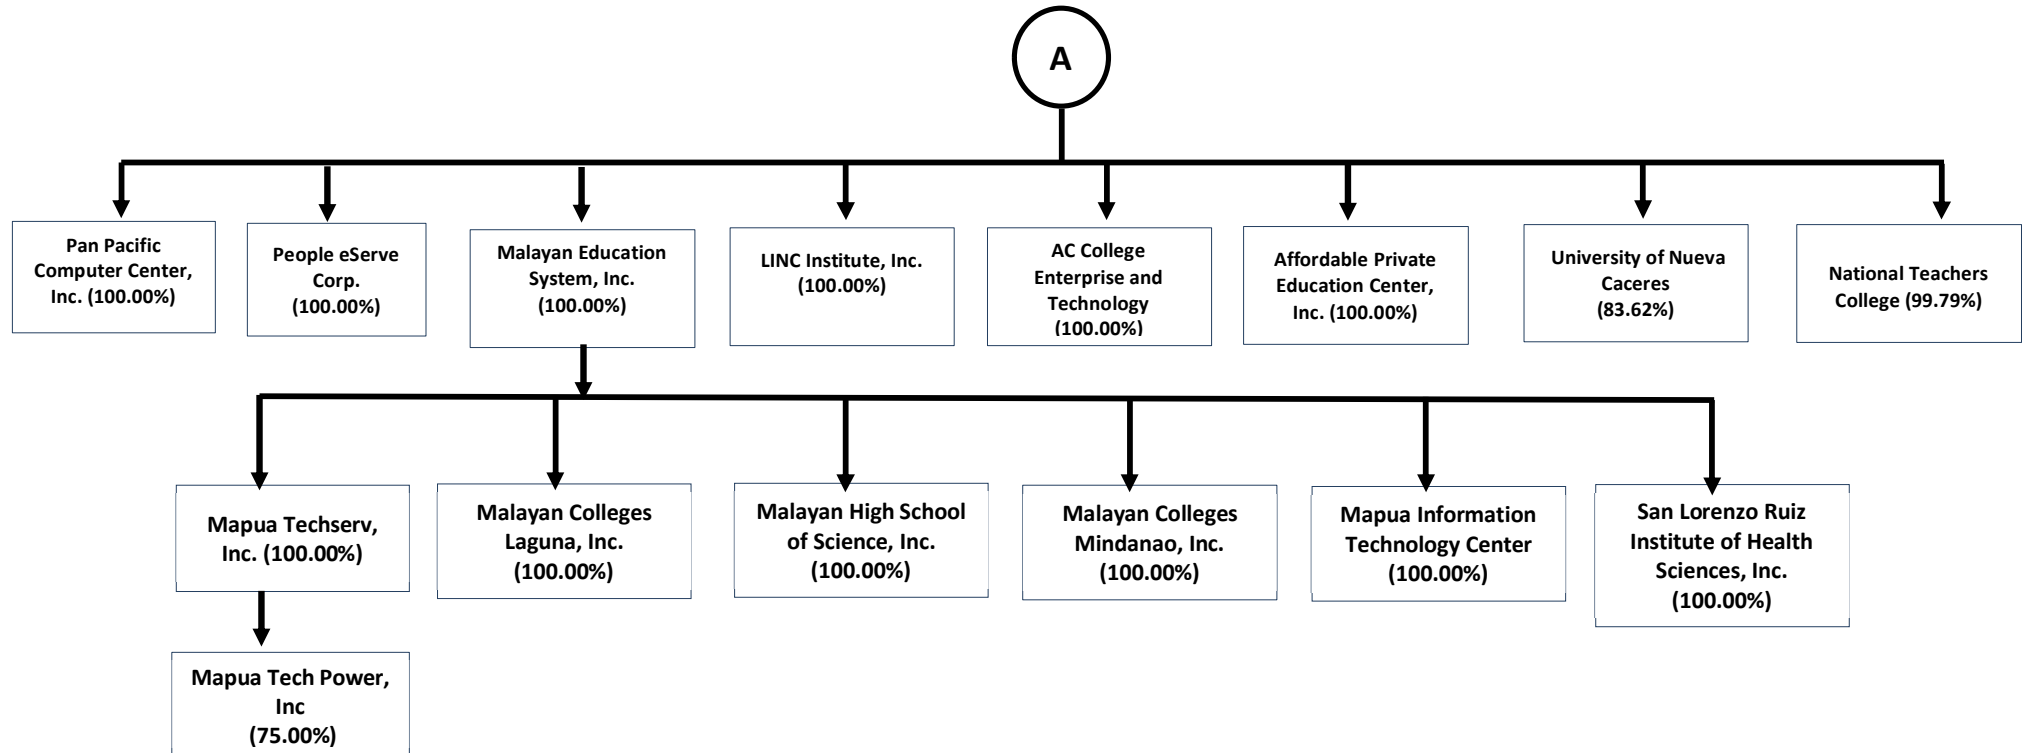 A
Pan Pacific
Computer Center,
Inc. (100.00%)
People eServe
Corp.
(100.00%)
Malayan Education
System, Inc.
(100.00%)
LINC Institute, Inc.
(100.00%)
AC College
Enterprise and
Technology
(100.00%)
Affordable Private
Education Center,
Inc. (100.00%)
University of Nueva
Caceres
(83.62%)
National Teachers
College (99.79%)
Mapua Techserv,
Inc. (100.00%)
Malayan Colleges
Laguna, Inc.
(100.00%)
Malayan High School
of Science, Inc.
(100.00%)
Malayan Colleges
Mindanao, Inc.
(100.00%)
Mapua Information
Technology Center
(100.00%)
San Lorenzo Ruiz
Institute of Health
Sciences, Inc.
(100.00%)
Mapua Tech Power,
Inc
(75.00%)